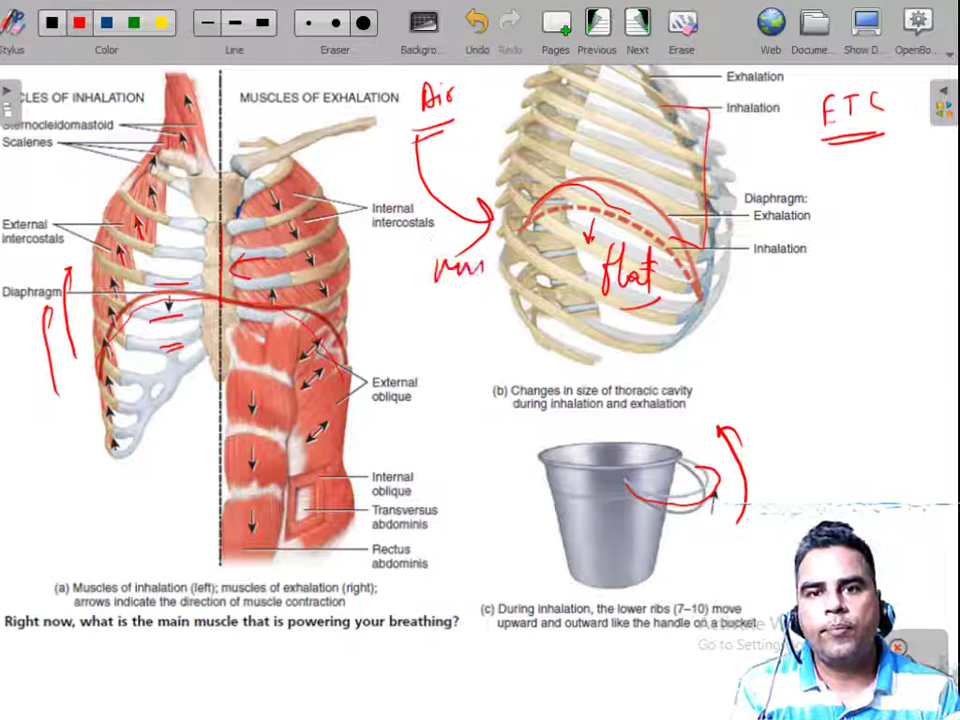 Stylus
Color
Line
Eraser...
Backgro...
Undo
Redo
Pages
Previous
Next
Erase
Web
Docume...
Show D...
OpenBo...
CLES OF INHALATION
MUSCLES OF EXHALATION
Sternocleidomastoid
Scalenes
External
intercostals
Diaphragm
Internal
intercostals
External
oblique
Internal
oblique
Transversus
abdominis
Rectus
abdominis
(a) Muscles of inhalation (left); muscles of exhalation (right);
arrows indicate the direction of muscle contraction
Right now, what is the main muscle that is powering your breathing?
Air
flat
ETC
Exhalation
Inhalation
Diaphragm:
Exhalation
Inhalation
(b) Changes in size of thoracic cavity
during inhalation and exhalation
(c) During inhalation, the lower ribs (7–10) move
upward and outward like the handle on a bucket
Go to Setting